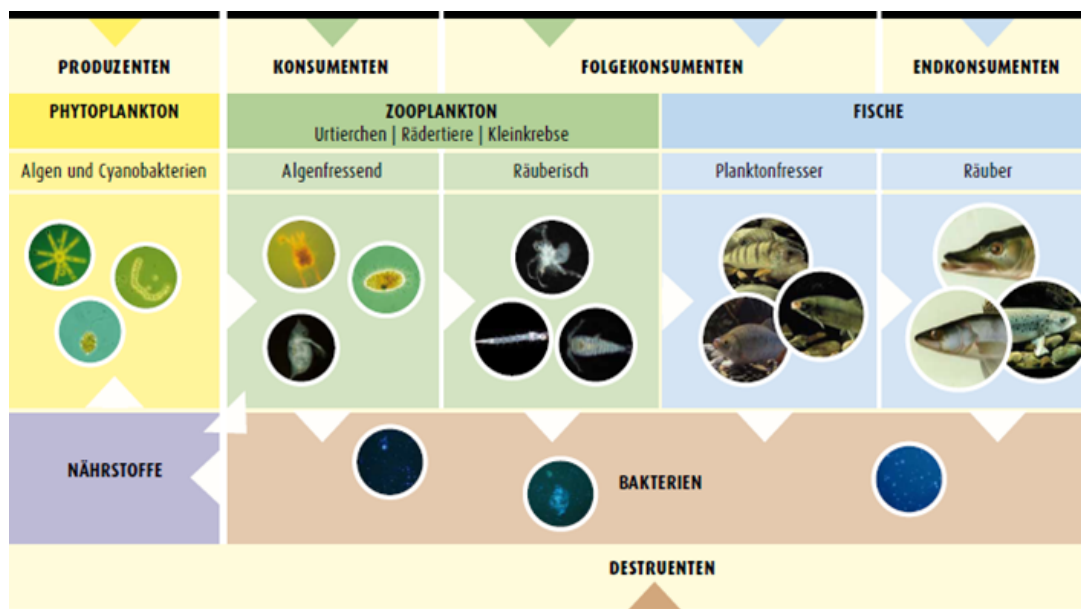 PRODUZENTEN
KONSUMENTEN
FOLGEKONSUMENTEN
ENDKONSUMENTEN
PHYTOPLANKTON
ZOOPLANKTON
Urtierchen | Rädertiere | Kleinkrebse
FISCHE
Algen und Cyanobakterien
Algenfressend
Räuberisch
Planktonfresser
Räuber
NÄHRSTOFFE
BAKTERIEN
DESTRUENTEN